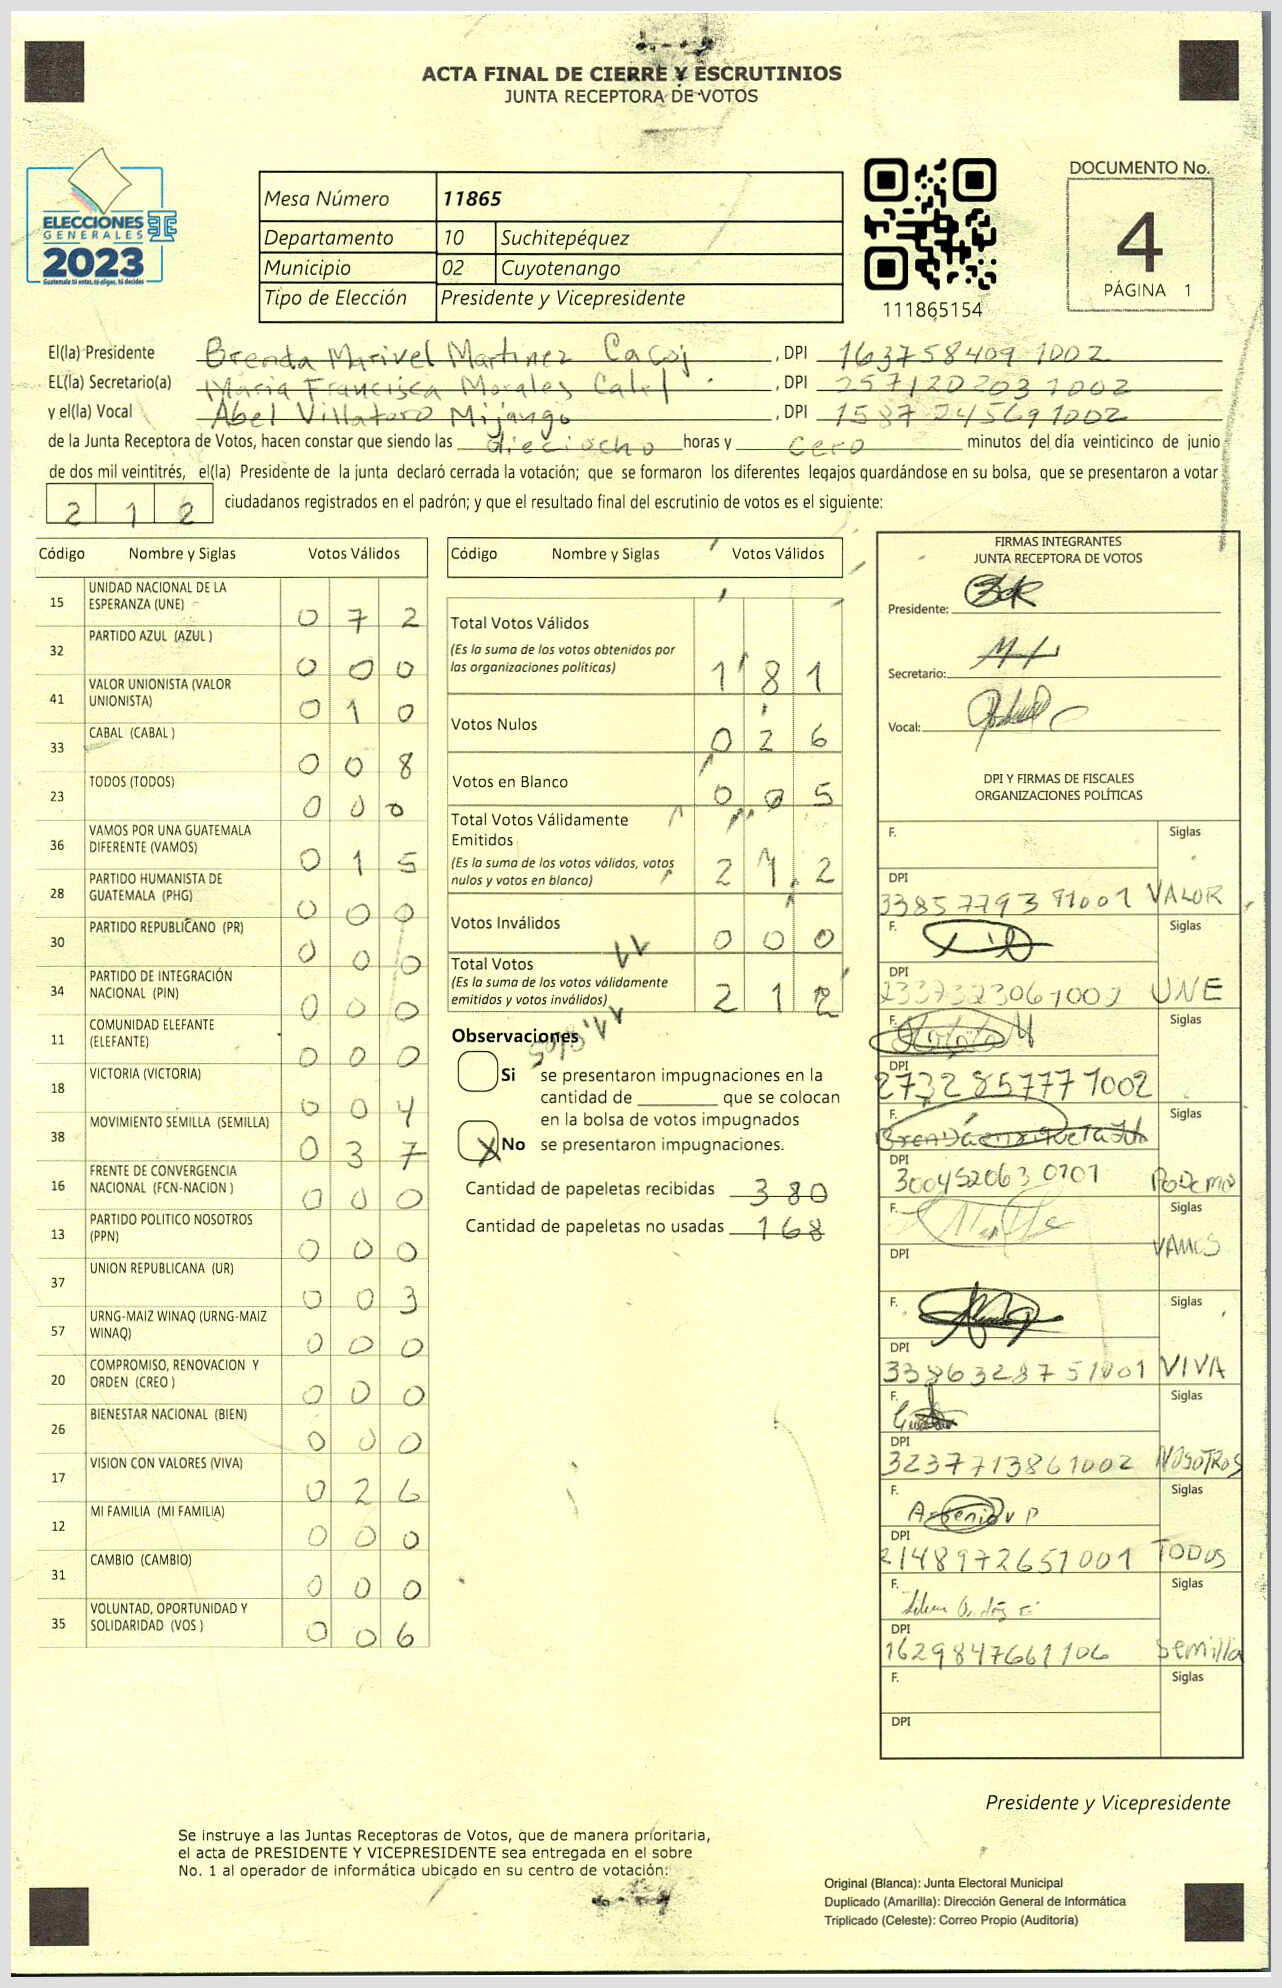 ACTA FINAL DE CIERRE Y ESCRUTINIOS
JUNTA RECEPTORA DE VOTOS
ELECCIONES
GENERALES
2023
Guatemala tú votas, tú eliges, tú decides
Mesa Número 11865
Departamento 10 Suchitepéquez
Municipio 02 Cuyotenango
Tipo de Elección Presidente y Vicepresidente
111865154
DOCUMENTO No.
4
PÁGINA 1
El(la) Presidente Brenda Marivel Martinez Cacoj , DPI 163758409 1002
EL(la) Secretario(a) Maria Francisca Morales Calel , DPI 257120203 1002
y el(la) Vocal Abel Villatoro Mijango , DPI 1587 24569 1002
de la Junta Receptora de Votos, hacen constar que siendo las dieciocho horas y cero minutos del día veinticinco de junio
de dos mil veintitrés, el(la) Presidente de la junta declaró cerrada la votación; que se formaron los diferentes legajos guardándose en su bolsa, que se presentaron a votar
212 ciudadanos registrados en el padrón; y que el resultado final del escrutinio de votos es el siguiente:
Código Nombre y Siglas Votos Válidos
15 UNIDAD NACIONAL DE LA
ESPERANZA (UNE) 0 7 2
32 PARTIDO AZUL (AZUL ) 0 0 0
41 VALOR UNIONISTA (VALOR
UNIONISTA) 0 1 0
33 CABAL (CABAL ) 0 0 8
23 TODOS (TODOS) 0 0 0
36 VAMOS POR UNA GUATEMALA
DIFERENTE (VAMOS) 0 1 5
28 PARTIDO HUMANISTA DE
GUATEMALA (PHG) 0 0 0
30 PARTIDO REPUBLICANO (PR) 0 0 0
34 PARTIDO DE INTEGRACIÓN
NACIONAL (PIN) 0 0 0
11 COMUNIDAD ELEFANTE
(ELEFANTE) 0 0 0
18 VICTORIA (VICTORIA) 0 0 4
38 MOVIMIENTO SEMILLA (SEMILLA) 0 3 7
16 FRENTE DE CONVERGENCIA
NACIONAL (FCN-NACION ) 0 0 0
13 PARTIDO POLITICO NOSOTROS
(PPN) 0 0 0
37 UNION REPUBLICANA (UR) 0 0 3
57 URNG-MAIZ WINAQ (URNG-MAIZ
WINAQ) 0 0 0
20 COMPROMISO, RENOVACION Y
ORDEN (CREO ) 0 0 0
26 BIENESTAR NACIONAL (BIEN) 0 0 0
17 VISION CON VALORES (VIVA) 0 2 6
12 MI FAMILIA (MI FAMILIA) 0 0 0
31 CAMBIO (CAMBIO) 0 0 0
35 VOLUNTAD, OPORTUNIDAD Y
SOLIDARIDAD (VOS ) 0 0 6
Código Nombre y Siglas Votos Válidos
Total Votos Válidos
(Es la suma de los votos obtenidos por
las organizaciones políticas) 1 8 1
Votos Nulos 0 2 6
Votos en Blanco 0 0 5
Total Votos Válidamente
Emitidos
(Es la suma de los votos válidos, votos
nulos y votos en blanco) 2 1 2
Votos Inválidos 0 0 0
Total Votos
(Es la suma de los votos válidamente
emitidos y votos inválidos) 2 1 2
Observaciones
Si se presentaron impugnaciones en la
cantidad de ________ que se colocan
en la bolsa de votos impugnados
X No se presentaron impugnaciones.
Cantidad de papeletas recibidas 380
Cantidad de papeletas no usadas 168
FIRMAS INTEGRANTES
JUNTA RECEPTORA DE VOTOS
Presidente:
Secretario:
Vocal:
DPI Y FIRMAS DE FISCALES
ORGANIZACIONES POLÍTICAS
F. Siglas
DPI
VALOR
F. Siglas
DPI
UNE
F. Siglas
DPI
2732857771002
F. Siglas
DPI
300452063 0101 PODEMOS
F. Siglas
DPI VAMOS
F. Siglas
DPI
33863287 51001 VIVA
F. Siglas
DPI
3237713861002 NOSOTROS
F. Siglas
DPI
2148972651001 TODOS
F. Siglas
DPI
1629847661106 Semilla
F. Siglas
DPI
Presidente y Vicepresidente
Se instruye a las Juntas Receptoras de Votos, que de manera prioritaria,
el acta de PRESIDENTE Y VICEPRESIDENTE sea entregada en el sobre
No. 1 al operador de informática ubicado en su centro de votación:
Original (Blanca): Junta Electoral Municipal
Duplicado (Amarilla): Dirección General de Informática
Triplicado (Celeste): Correo Propio (Auditoría)